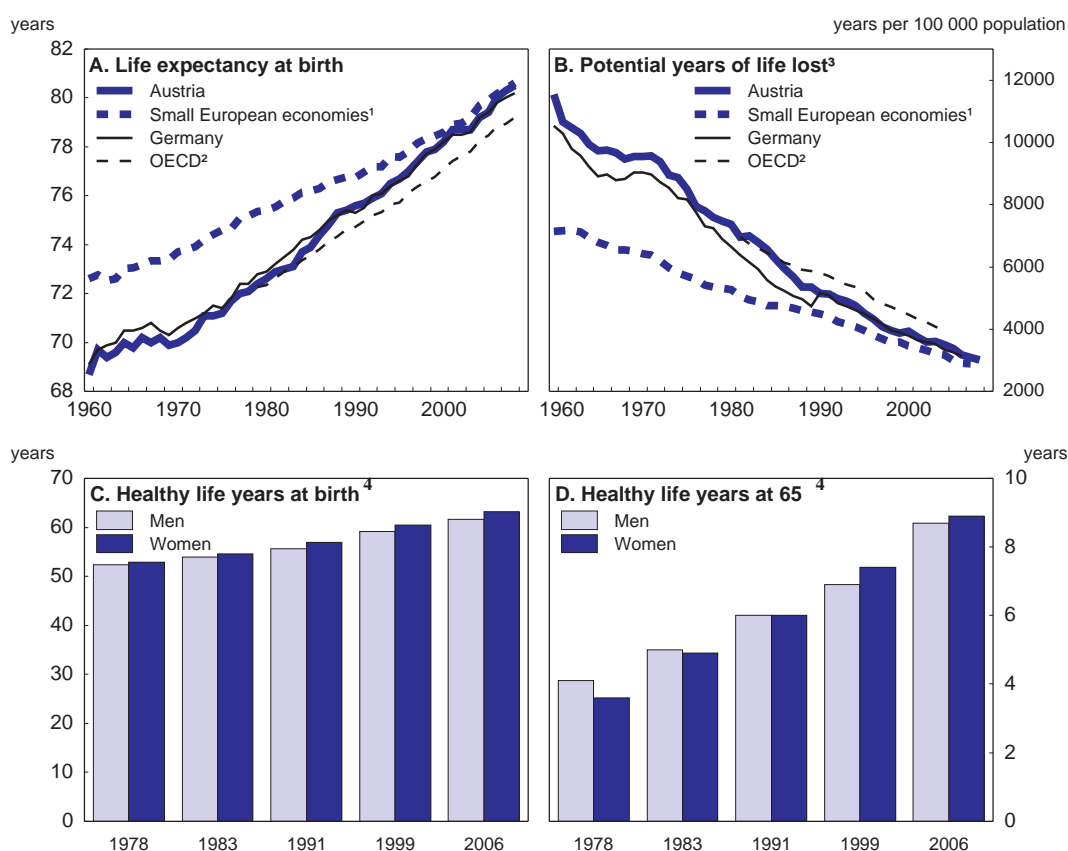 years
years per 100 000 population
A. Life expectancy at birth
Austria
Small European economies¹
Germany
OECD²
82
80
78
76
74
72
70
68
1960
1970
1980
1990
2000
B. Potential years of life lost³
Austria
Small European economies¹
Germany
OECD²
12000
10000
8000
6000
4000
2000
1960
1970
1980
1990
2000
years
years
C. Healthy life years at birth ⁴
Men
Women
70
60
50
40
30
20
10
0
1978
1983
1991
1999
2006
D. Healthy life years at 65 ⁴
Men
Women
10
8
6
4
2
0
1978
1983
1991
1999
2006